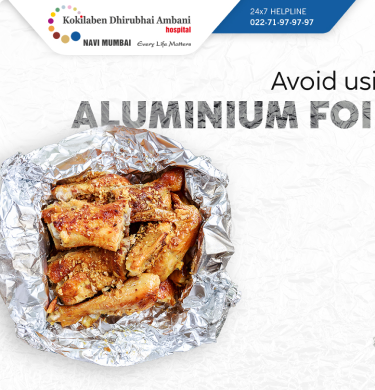 Kokilaben Dhirubhai Ambani
hospital
NAVI MUMBAI Every Life Matters
24x7 HELPLINE
022-71-97-97-97
Avoid usi
ALUMINIUM FOI